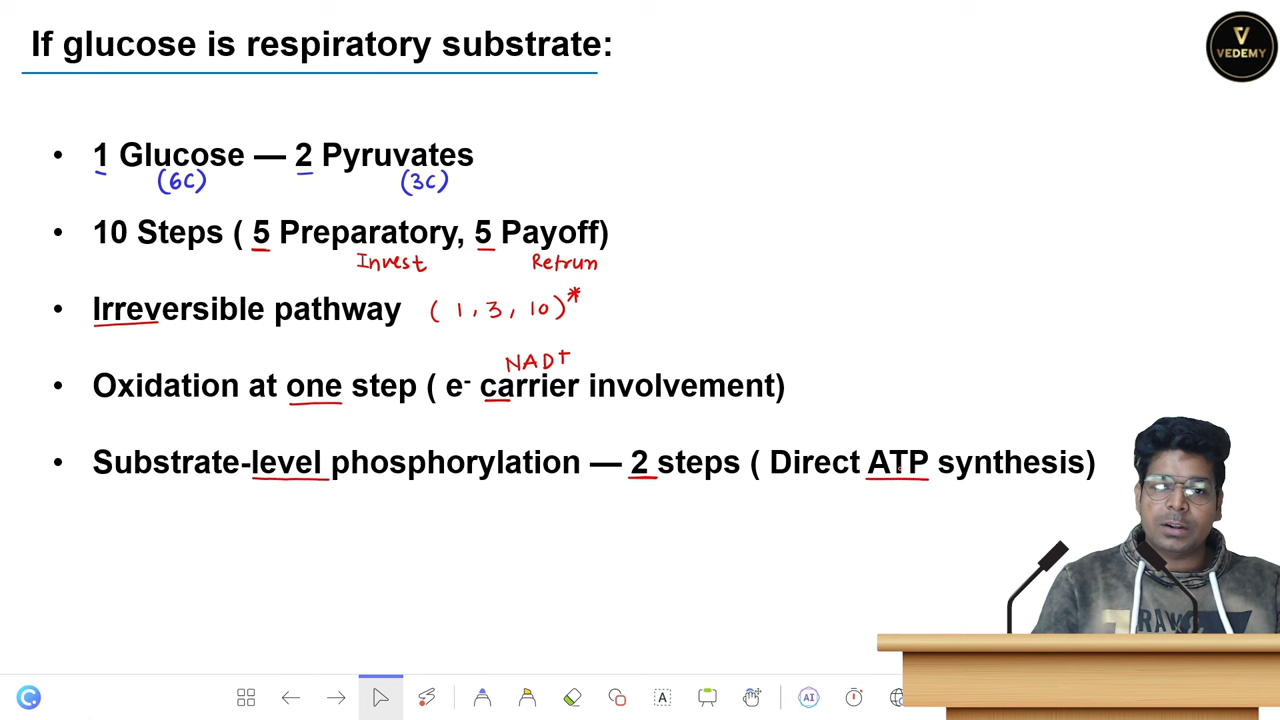 If glucose is respiratory substrate:
V
VEDEMY
• 1 Glucose — 2 Pyruvates
(6C) (3C)
• 10 Steps ( 5 Preparatory, 5 Payoff)
Invest Retrun
• Irreversible pathway (1, 3, 10)*
NAD+
• Oxidation at one step ( e- carrier involvement)
• Substrate-level phosphorylation — 2 steps ( Direct ATP synthesis)
RAW
C
A
AI